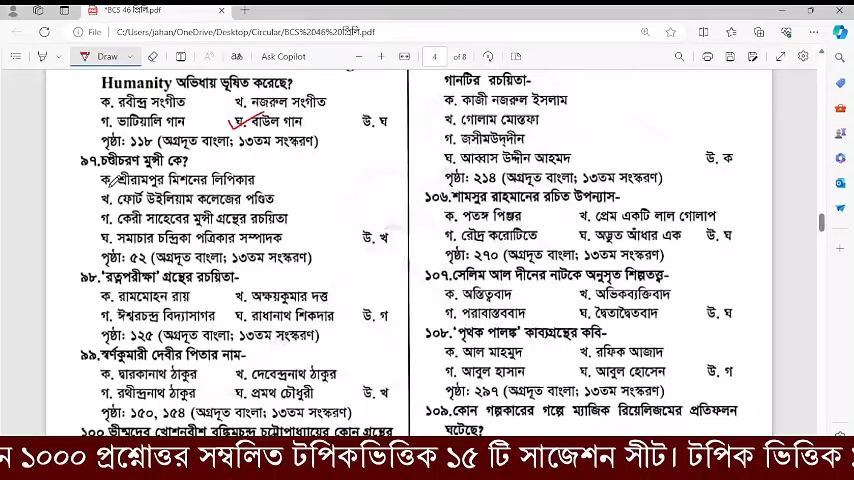 *BCS 46 প্রিলি.pdf
File C:/Users/jahan/OneDrive/Desktop/Circular/BCS%2046%20প্রিলি.pdf
Draw Ask Copilot 4 of 8
Humanity অভিধায় ভূষিত করেছে?
ক. রবীন্দ্র সংগীত খ. নজরুল সংগীত
গ. ভাটিয়ালি গান ঘ. বাউল গান উ. ঘ
পৃষ্ঠা: ১১৮ (অগ্রদূত বাংলা; ১৩তম সংস্করণ)
৯৭.চণ্ডীচরণ মুন্সী কে?
ক. শ্রীরামপুর মিশনের লিপিকার
খ. ফোর্ট উইলিয়াম কলেজের পণ্ডিত
গ. কেরী সাহেবের মুন্সী গ্রন্থের রচয়িতা
ঘ. সমাচার চন্দ্রিকা পত্রিকার সম্পাদক উ. খ
পৃষ্ঠা: ৫২ (অগ্রদূত বাংলা; ১৩তম সংস্করণ)
৯৮.‘রত্নপরীক্ষা’ গ্রন্থের রচয়িতা-
ক. রামমোহন রায় খ. অক্ষয়কুমার দত্ত
গ. ঈশ্বরচন্দ্র বিদ্যাসাগর ঘ. রাধানাথ শিকদার উ. গ
পৃষ্ঠা: ১২৫ (অগ্রদূত বাংলা; ১৩তম সংস্করণ)
৯৯.স্বর্ণকুমারী দেবীর পিতার নাম-
ক. দ্বারকানাথ ঠাকুর খ. দেবেন্দ্রনাথ ঠাকুর
গ. রথীন্দ্রনাথ ঠাকুর ঘ. প্রমথ চৌধুরী উ. খ
পৃষ্ঠা: ১৫০, ১৫৪ (অগ্রদূত বাংলা; ১৩তম সংস্করণ)
১০০.ভীষ্মদেব খোশনবীশ বঙ্কিমচন্দ্র চট্টোপাধ্যায়ের কোন গ্রন্থের
গানটির রচয়িতা-
ক. কাজী নজরুল ইসলাম
খ. গোলাম মোস্তফা
গ. জসীমউদ্‌দীন
ঘ. আব্বাস উদ্দীন আহমদ উ. ক
পৃষ্ঠা: ২১৪ (অগ্রদূত বাংলা; ১৩তম সংস্করণ)
১০৬.শামসুর রাহমানের রচিত উপন্যাস-
ক. পতঙ্গ পিঞ্জর খ. প্রেম একটি লাল গোলাপ
গ. রৌদ্র করোটিতে ঘ. অদ্ভুত আঁধার এক উ. ঘ
পৃষ্ঠা: ২৭০ (অগ্রদূত বাংলা; ১৩তম সংস্করণ)
১০৭.সেলিম আল দীনের নাটকে অনুসৃত শিল্পতত্ত্ব-
ক. অস্তিত্ববাদ খ. অভিব্যক্তিবাদ
গ. পরাবাস্তববাদ ঘ. দ্বৈতাদ্বৈতবাদ উ. ঘ
১০৮.‘পৃথক পালঙ্ক’ কাব্যগ্রন্থের কবি-
ক. আল মাহমুদ খ. রফিক আজাদ
গ. আবুল হাসান ঘ. আবুল হোসেন উ. গ
পৃষ্ঠা: ২৯৭ (অগ্রদূত বাংলা; ১৩তম সংস্করণ)
১০৯.কোন গল্পকারের গল্পে ম্যাজিক রিয়েলিজমের প্রতিফলন
ঘটেছে?
ন ১০০০ প্রশ্নোত্তর সম্বলিত টপিকভিত্তিক ১৫ টি সাজেশন সীট। টপিক ভিত্তিক